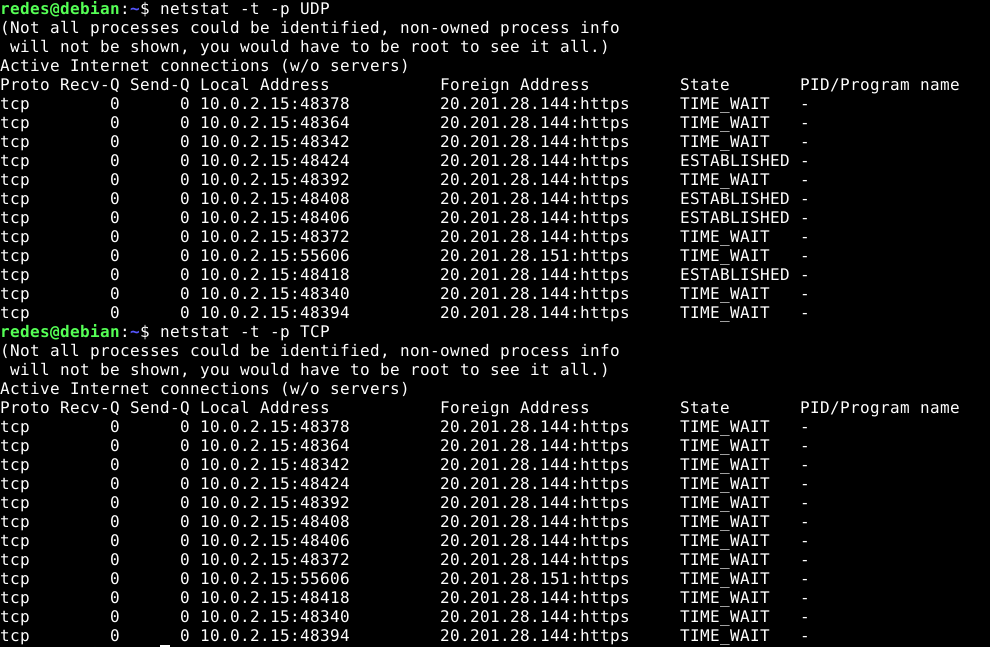 redes@debian:~$ netstat -t -p UDP
(Not all processes could be identified, non-owned process info
 will not be shown, you would have to be root to see it all.)
Active Internet connections (w/o servers)
Proto Recv-Q Send-Q Local Address           Foreign Address         State       PID/Program name
tcp        0      0 10.0.2.15:48378         20.201.28.144:https     TIME_WAIT   -
tcp        0      0 10.0.2.15:48364         20.201.28.144:https     TIME_WAIT   -
tcp        0      0 10.0.2.15:48342         20.201.28.144:https     TIME_WAIT   -
tcp        0      0 10.0.2.15:48424         20.201.28.144:https     ESTABLISHED -
tcp        0      0 10.0.2.15:48392         20.201.28.144:https     TIME_WAIT   -
tcp        0      0 10.0.2.15:48408         20.201.28.144:https     ESTABLISHED -
tcp        0      0 10.0.2.15:48406         20.201.28.144:https     ESTABLISHED -
tcp        0      0 10.0.2.15:48372         20.201.28.144:https     TIME_WAIT   -
tcp        0      0 10.0.2.15:55606         20.201.28.151:https     TIME_WAIT   -
tcp        0      0 10.0.2.15:48418         20.201.28.144:https     ESTABLISHED -
tcp        0      0 10.0.2.15:48340         20.201.28.144:https     TIME_WAIT   -
tcp        0      0 10.0.2.15:48394         20.201.28.144:https     TIME_WAIT   -
redes@debian:~$ netstat -t -p TCP
(Not all processes could be identified, non-owned process info
 will not be shown, you would have to be root to see it all.)
Active Internet connections (w/o servers)
Proto Recv-Q Send-Q Local Address           Foreign Address         State       PID/Program name
tcp        0      0 10.0.2.15:48378         20.201.28.144:https     TIME_WAIT   -
tcp        0      0 10.0.2.15:48364         20.201.28.144:https     TIME_WAIT   -
tcp        0      0 10.0.2.15:48342         20.201.28.144:https     TIME_WAIT   -
tcp        0      0 10.0.2.15:48424         20.201.28.144:https     TIME_WAIT   -
tcp        0      0 10.0.2.15:48392         20.201.28.144:https     TIME_WAIT   -
tcp        0      0 10.0.2.15:48408         20.201.28.144:https     TIME_WAIT   -
tcp        0      0 10.0.2.15:48406         20.201.28.144:https     TIME_WAIT   -
tcp        0      0 10.0.2.15:48372         20.201.28.144:https     TIME_WAIT   -
tcp        0      0 10.0.2.15:55606         20.201.28.151:https     TIME_WAIT   -
tcp        0      0 10.0.2.15:48418         20.201.28.144:https     TIME_WAIT   -
tcp        0      0 10.0.2.15:48340         20.201.28.144:https     TIME_WAIT   -
tcp        0      0 10.0.2.15:48394         20.201.28.144:https     TIME_WAIT   -